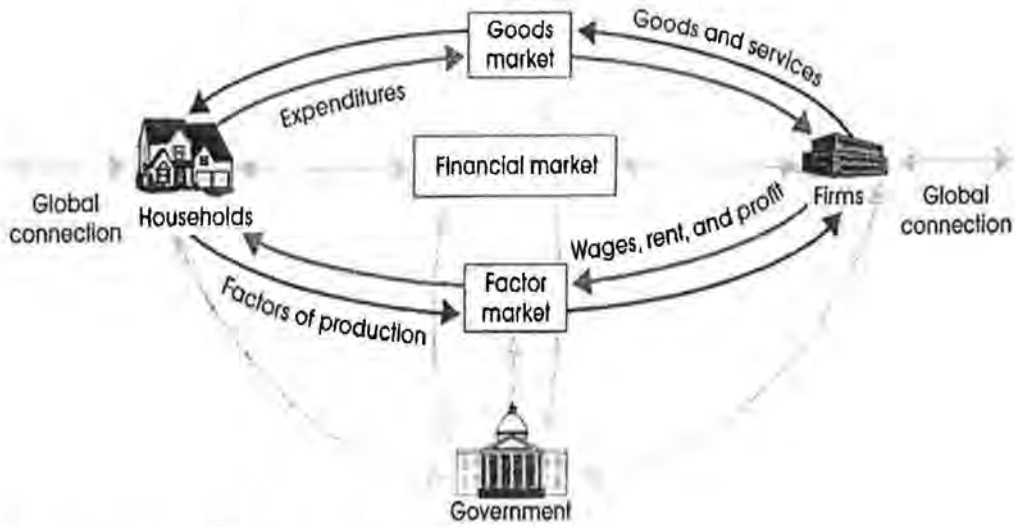 Goods
market
Goods and services
Expenditures
Financial market
Global
connection
Households
Firms
Global
connection
Wages, rent, and profit
Factor
market
Factors of production
Government